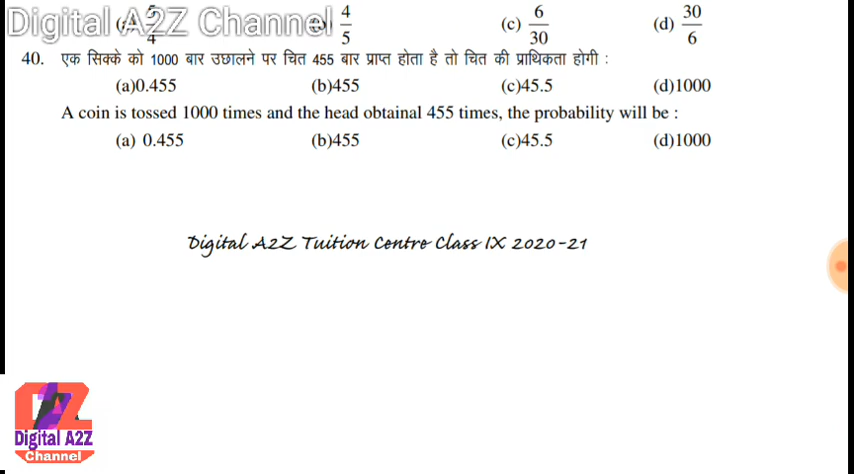 Digital A2Z Channel
(a) 5/4 (b) 4/5 (c) 6/30 (d) 30/6
40. एक सिक्के को 1000 बार उछालने पर चित 455 बार प्राप्त होता है तो चित की प्राथिकता होगी :
(a)0.455 (b)455 (c)45.5 (d)1000
A coin is tossed 1000 times and the head obtainal 455 times, the probability will be :
(a) 0.455 (b)455 (c)45.5 (d)1000
Digital A2Z Tuition Centre Class IX 2020-21
Digital A2Z
Channel